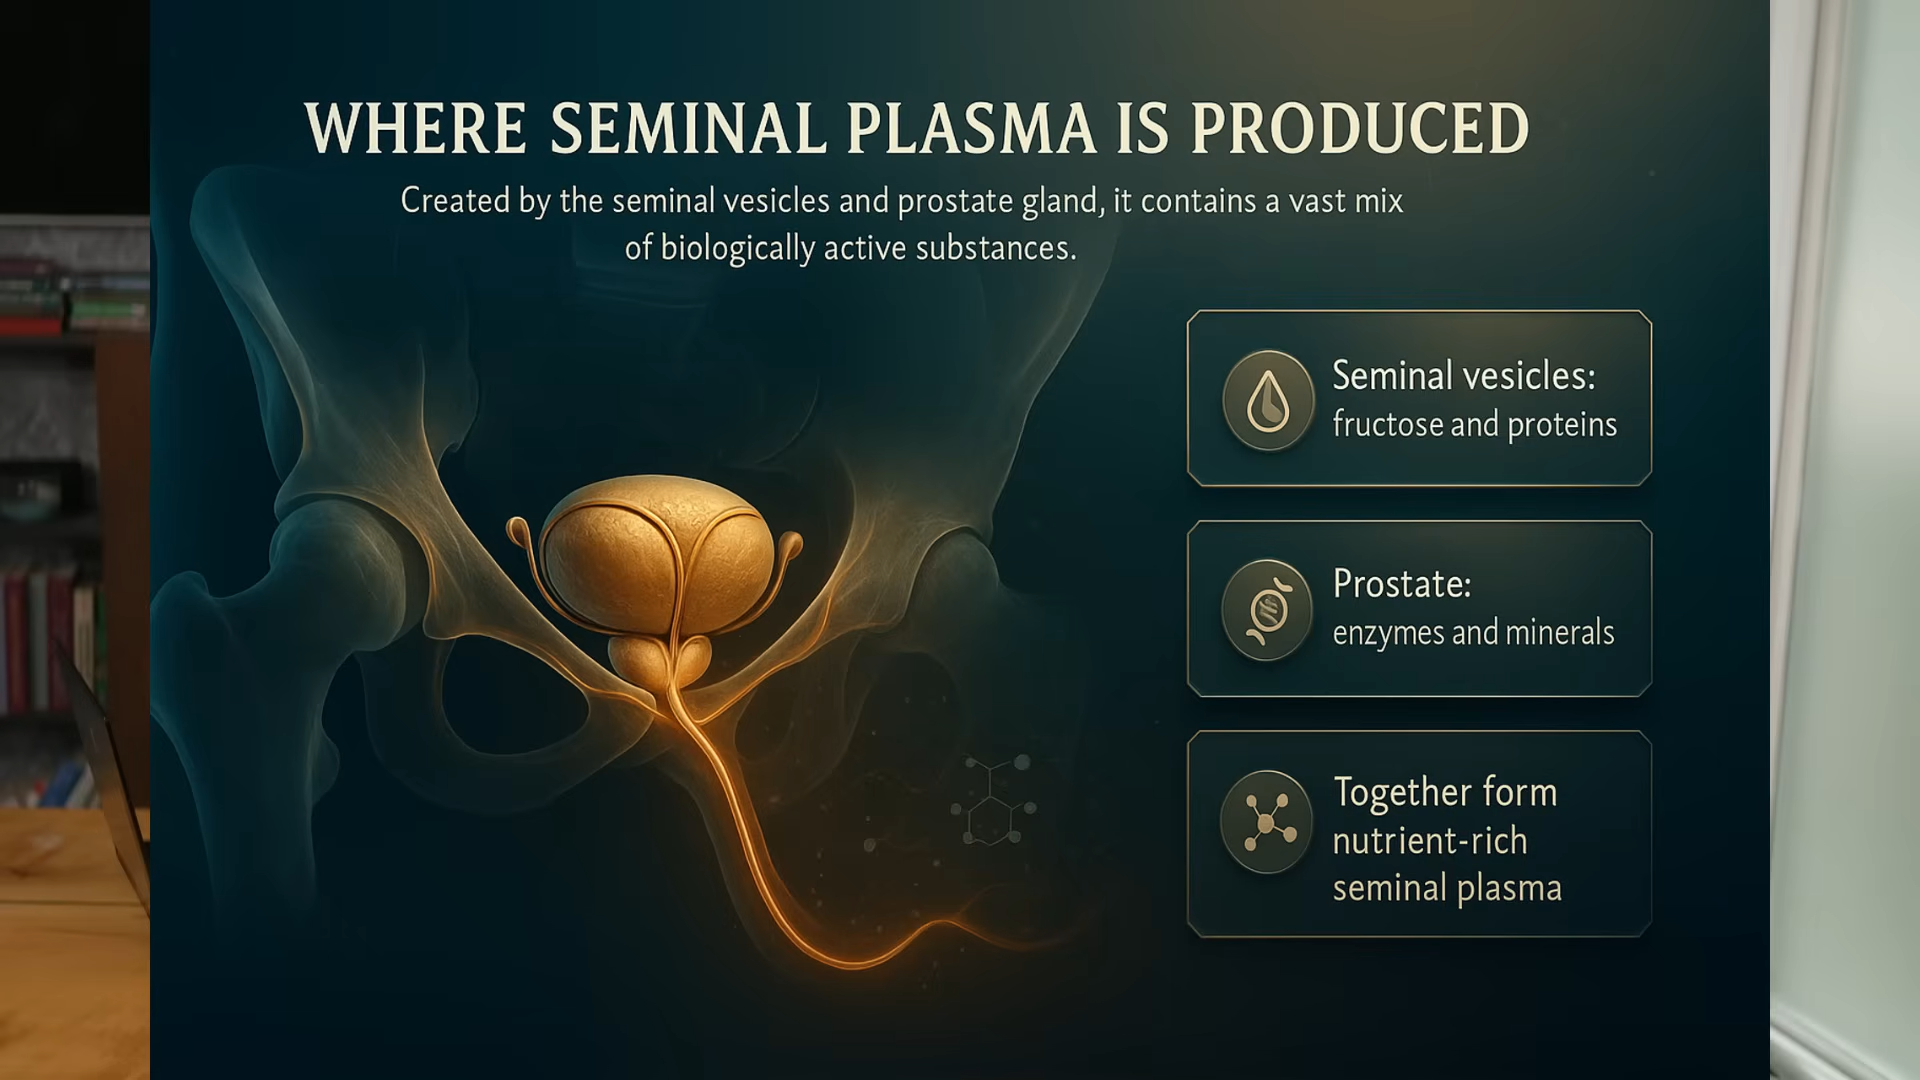 WHERE SEMINAL PLASMA IS PRODUCED
Created by the seminal vesicles and prostate gland, it contains a vast mix
of biologically active substances.
Seminal vesicles:
fructose and proteins
Prostate:
enzymes and minerals
Together form
nutrient-rich
seminal plasma